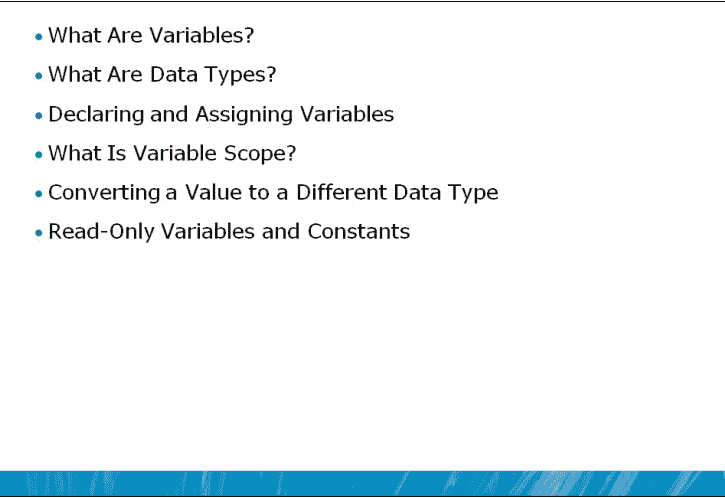 • What Are Variables?
• What Are Data Types?
• Declaring and Assigning Variables
• What Is Variable Scope?
• Converting a Value to a Different Data Type
• Read-Only Variables and Constants